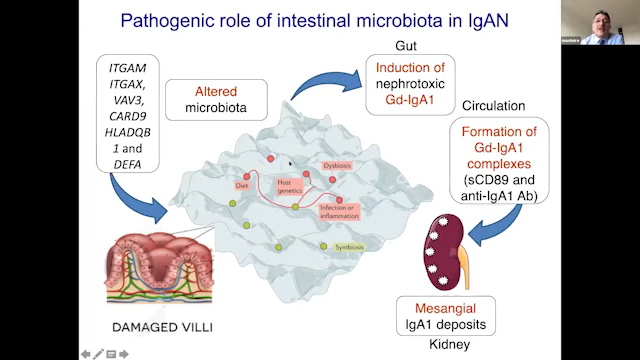 Pathogenic role of intestinal microbiota in IgAN
ITGAM
ITGAX,
VAV3,
CARD9
HLADQB
1 and
DEFA
Altered
microbiota
Gut
Induction of
nephrotoxic
Gd-IgA1
Circulation
Formation of
Gd-IgA1
complexes
(sCD89 and
anti-IgA1 Ab)
Dysbiosis
Diet
Host
genetics
Infection or
inflammation
Symbiosis
DAMAGED VILLI
Mesangial
IgA1 deposits
Kidney